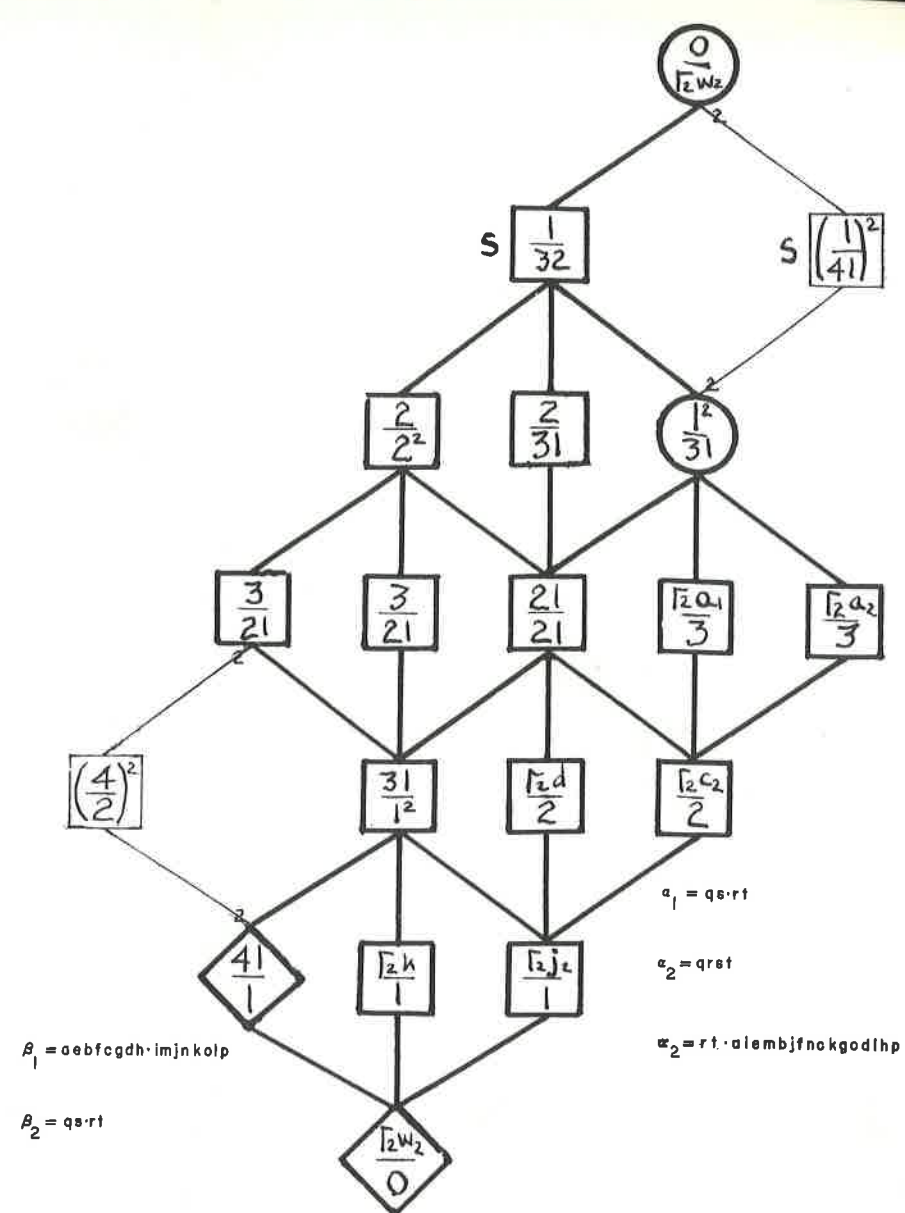 0
Γ₂w₂
2
S
1
32
S
(1/41)²
2
2
2²
2
31
1²
31
3
21
3
21
21
21
Γ₂a₁
3
Γ₂a₂
3
2
(4/2)²
31
1²
Γ₂d
2
Γ₂c₂
2
α₁ = qs·rt
2
41
1
Γ₂h
1
Γ₂j₂
1
α₂ = qrst
β₁ = aebfcgdh·imjnkolp
α₂ = rt·aiembjfnckgodlhp
β₂ = qs·rt
Γ₂w₂
0